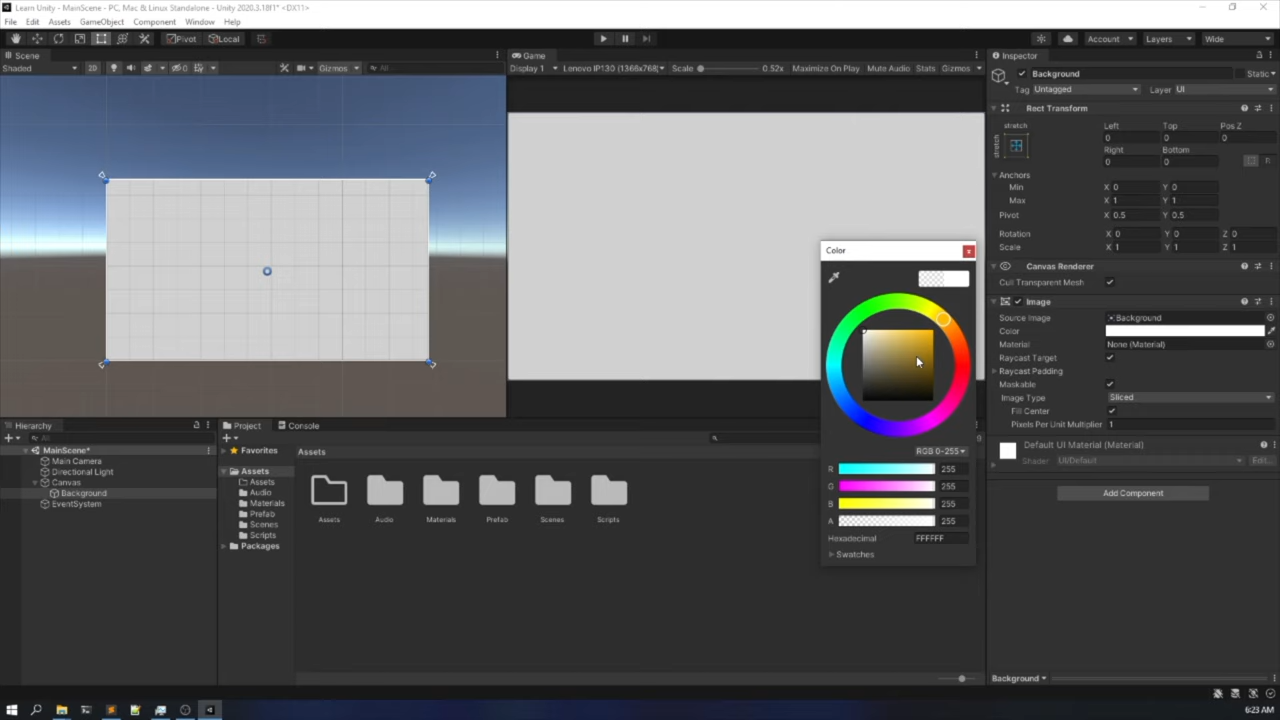 Learn Unity - MainScene - PC, Mac & Linux Standalone - Unity 2020.3.18f1* <DX11>
File Edit Assets GameObject Component Window Help
Pivot Local Account Layers Wide
Scene
Shaded 2D 0 Gizmos All
Game
Display 1 Lenovo IP130 (1366x768) Scale 0.52x Maximize On Play Mute Audio Stats Gizmos
Inspector
Background Static
Tag Untagged Layer UI
Rect Transform
stretch Left Top Pos Z
stretch 0 0 0
Right Bottom
0 0 R
Anchors
Min X 0 Y 0
Max X 1 Y 1
Pivot X 0.5 Y 0.5
Rotation X 0 Y 0 Z 0
Scale X 1 Y 1 Z 1
Canvas Renderer
Cull Transparent Mesh
Image
Source Image Background
Color
Material None (Material)
Raycast Target
Raycast Padding
Maskable
Image Type Sliced
Fill Center
Pixels Per Unit Multiplier 1
Default UI Material (Material)
Shader UI/Default Edit...
Add Component
Background
Color
RGB 0-255
R 255
G 255
B 255
A 255
Hexadecimal FFFFFF
Swatches
Hierarchy
All
MainScene*
Main Camera
Directional Light
Canvas
Background
EventSystem
Project Console
Favorites
Assets
Assets
Audio
Materials
Prefab
Scenes
Scripts
Packages
Assets
Assets Audio Materials Prefab Scenes Scripts
6:23 AM